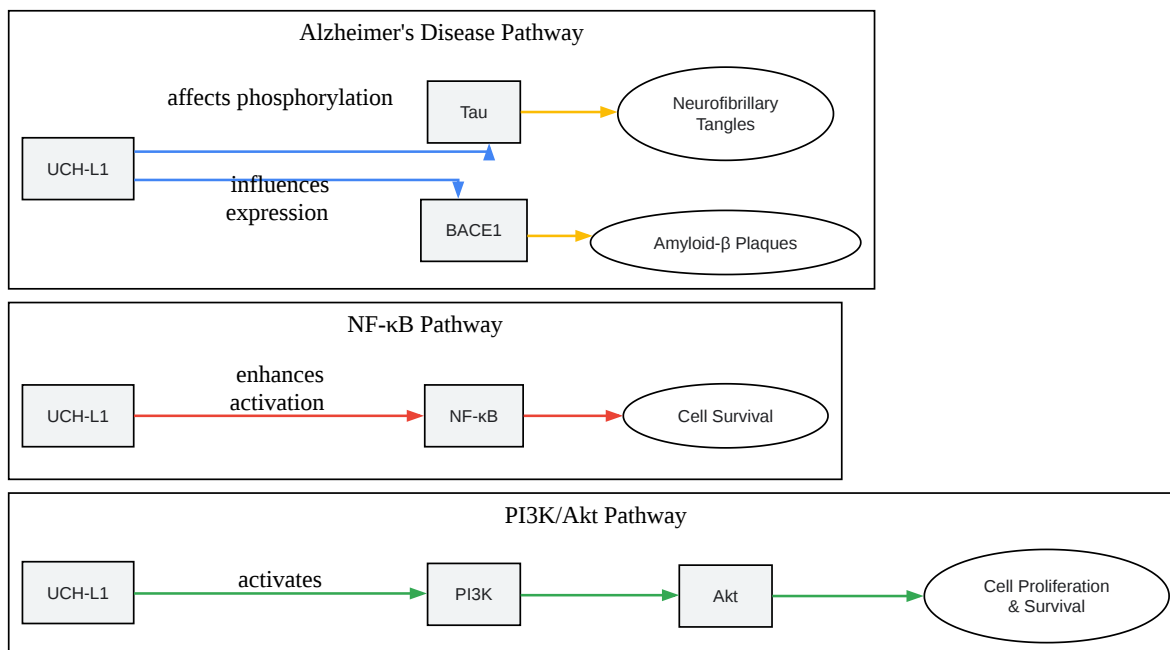 Alzheimer's Disease Pathway
affects phosphorylation
Tau
Neurofibrillary
Tangles
UCH-L1
influences
expression
BACE1
Amyloid-β Plaques
NF-κB Pathway
enhances
activation
UCH-L1
NF-κB
Cell Survival
PI3K/Akt Pathway
UCH-L1
activates
PI3K
Akt
Cell Proliferation
& Survival